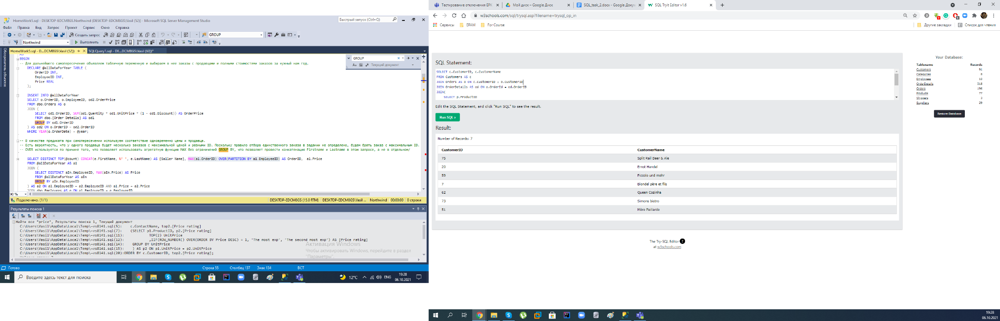 HomeWork5.sql - DESKTOP-EDCM8GS.Northwind (DESKTOP-EDCM8GS\Vasil (52)) - Microsoft SQL Server Management Studio
Быстрый запуск (Ctrl+Q)
Файл Правка Вид Запрос Проект Сервис Окно Справка
Создать запрос GROUP
Northwind Выполнить
Обозреватель объектов
HomeWork5.sql - D...DCM8GS\Vasil (52)) SQLQuery1.sql - DE...DCM8GS\Vasil (60))*
GROUP
Aa Текущий документ
BEGIN
-- Для дальнейшего самопересечения объявляем табличную переменную и выбираем в нее заказы с продавцами и полными стоимостями заказов за нужный нам год.
DECLARE @allDataForYear TABLE (
OrderID INT,
EmployeeID INT,
Price REAL
);
INSERT INTO @allDataForYear
SELECT o.OrderID, o.EmployeeID, od2.OrderPrice
FROM dbo.Orders AS o
JOIN (
SELECT od1.OrderID, SUM(od1.Quantity * od1.UnitPrice * (1 - od1.Discount)) AS OrderPrice
FROM dbo.[Order Details] AS od1
GROUP BY od1.OrderID
) AS od2 ON o.OrderID = od2.OrderID
WHERE YEAR(o.OrderDate) = @year;
-- В качестве предиката при самопересечении используем соответствие одновременно цены и продавца.
-- Есть вероятность, что у одного продавца будет несколько заказов с максимальной ценой и разными ID. Поскольку правило отбора единственного заказа в задании не определено, будем брать заказ с максимальным ID.
-- OVER используется по причине того, что позволяет использовать агрегатную функцию MAX без ограничений GROUP BY, что позволяет провести конкатенацию Firstname и Lastname в этом запросе, а не в отдельном/
SELECT DISTINCT TOP(@count) CONCAT(e.FirstName, N' ', e.LastName) AS [Saller Name], MAX(a1.OrderID) OVER(PARTITION BY a1.EmployeeID) AS OrderID, a1.Price
FROM @allDataForYear AS a1
JOIN (
SELECT DISTINCT aIn.EmployeeID, MAX(aIn.Price) AS Price
FROM @allDataForYear AS aIn
GROUP BY aIn.EmployeeID
) AS a2 ON a1.EmployeeID = a2.EmployeeID AND a1.Price = a2.Price
JOIN dbo.Employees AS e ON a1.EmployeeID = e.EmployeeID
90 %
Подключено. (1/1) DESKTOP-EDCM8GS (15.0 RTM) DESKTOP-EDCM8GS\Vasil ... Northwind 00:00:00 0 строки
Результаты поиска 1
Найти все "price", Результаты поиска 1, Текущий документ
C:\Users\Vasil\AppData\Local\Temp\~vs8141.sql(5): c.ContactName, top2.[Price rating]
C:\Users\Vasil\AppData\Local\Temp\~vs8141.sql(7): (SELECT p1.ProductID, p2.[Price rating]
C:\Users\Vasil\AppData\Local\Temp\~vs8141.sql(11): TOP(2) UnitPrice
C:\Users\Vasil\AppData\Local\Temp\~vs8141.sql(12): ,IIF(ROW_NUMBER() OVER(ORDER BY Price DESC) = 1, 'The most exp', 'The second most exp') AS [Price rating]
C:\Users\Vasil\AppData\Local\Temp\~vs8141.sql(14): GROUP BY UnitPrice
C:\Users\Vasil\AppData\Local\Temp\~vs8141.sql(15): ) AS p2 ON p1.UnitPrice = p2.UnitPrice
C:\Users\Vasil\AppData\Local\Temp\~vs8141.sql(20):ORDER BY c.CustomerID, top2.[Price rating];
Активация Windows
Чтобы активировать Windows, перейдите в раздел
"Параметры".
Готово Строка 55 Столбец 137 Знак 134 ВСТ
Введите здесь текст для поиска
12°C ENG 19:28
06.10.2021
Тестирование отключения EPK Мой диск – Google Диск SQL_task_2.docx - Google Докум SQL Tryit Editor v1.6
w3schools.com/sql/trysql.asp?filename=trysql_op_in
Сервисы EPAM For Course Другие закладки Список для чтения
SQL Statement:
SELECT c.CustomerID, c.CustomerName
FROM Customers AS c
JOIN Orders AS o ON c.CustomerID = o.CustomerID
JOIN OrderDetails AS od ON o.OrderId = od.OrderID
JOIN(
SELECT p.ProductID
Edit the SQL Statement, and click "Run SQL" to see the result.
Run SQL »
Result:
Number of Records: 7
CustomerID CustomerName
75 Split Rail Beer & Ale
20 Ernst Handel
59 Piccolo und mehr
7 Blondel père et fils
62 Queen Cozinha
73 Simons bistro
51 Mère Paillarde
Your Database:
Tablename Records
Customers 91
Categories 8
Employees 10
OrderDetails 518
Orders 196
Products 77
Shippers 3
Suppliers 29
Restore Database
The Try-SQL Editor ?
at w3schools.com
19:28
06.10.2021